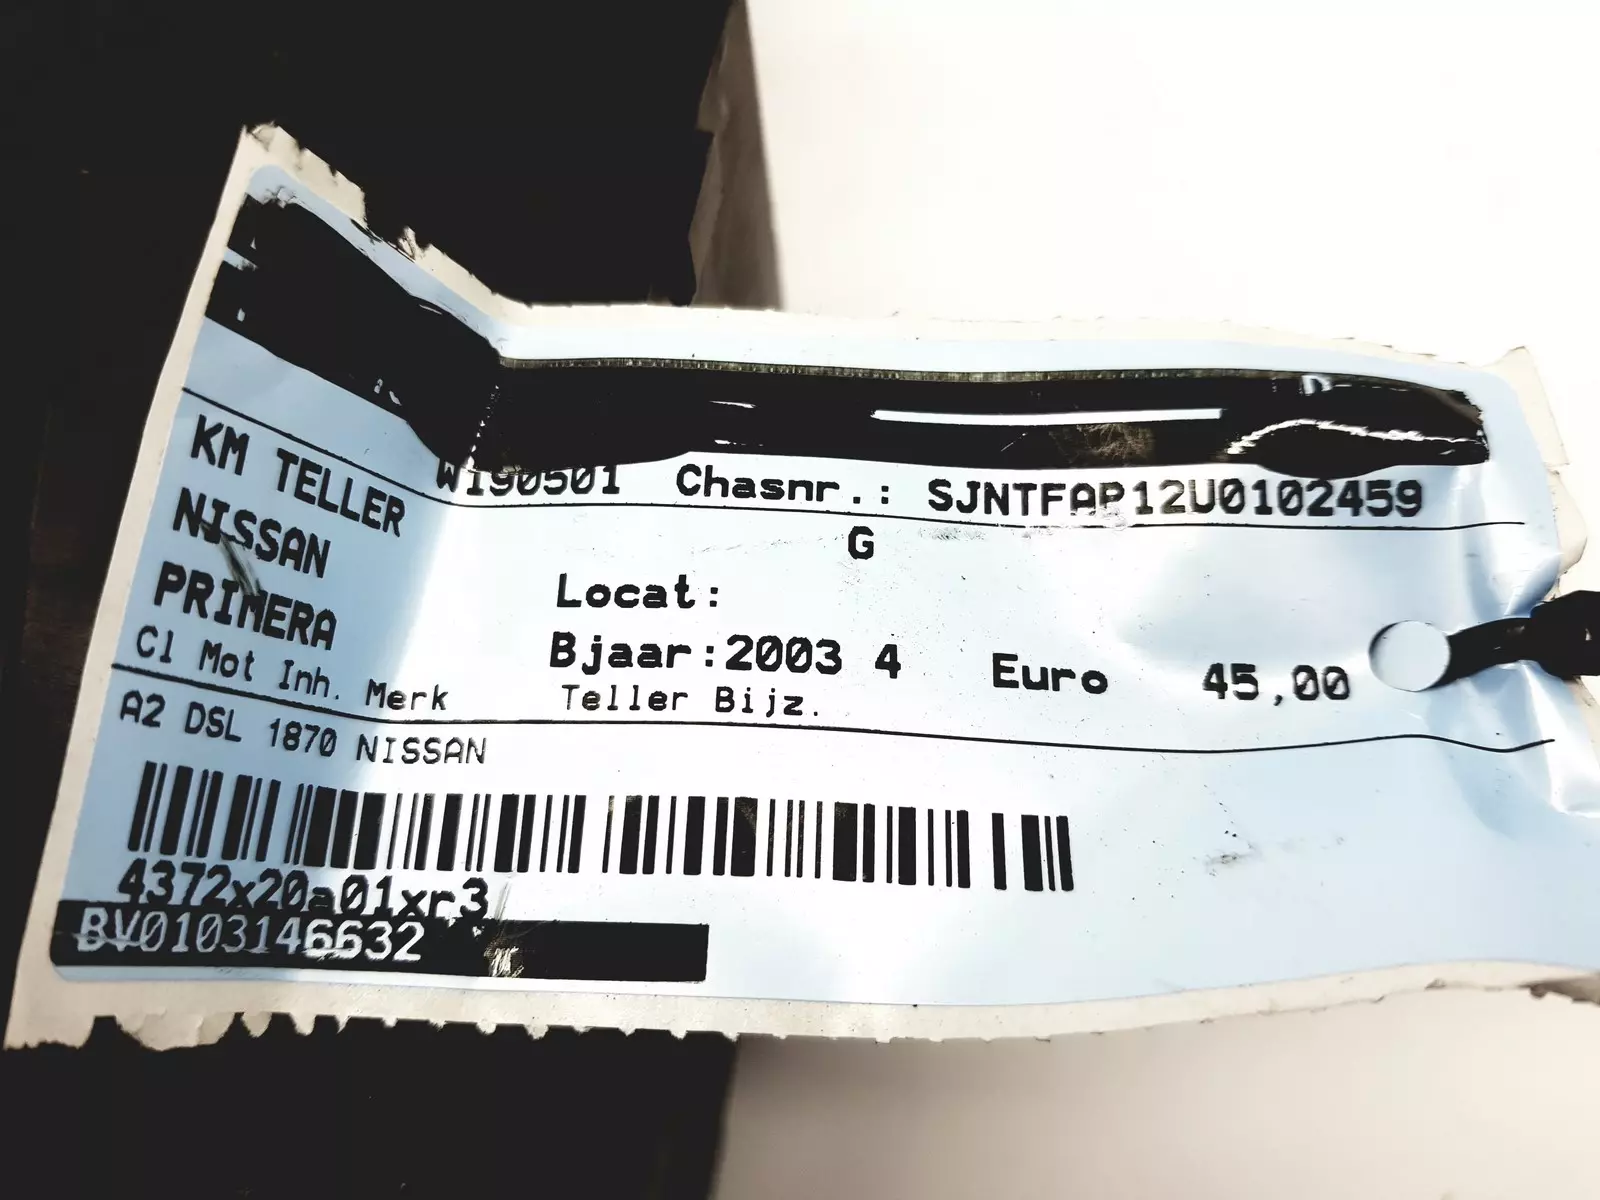 W190501 Chasnr.: SJNTFAP12U0102459
KM TELLER
G
NISSAN
Locat:
PRIMERA
Bjaar:2003 4 Euro 45,00
Cl Mot Inh. Merk Teller Bijz.
A2 DSL 1870 NISSAN
4372x20a01xr3
BV0103146632